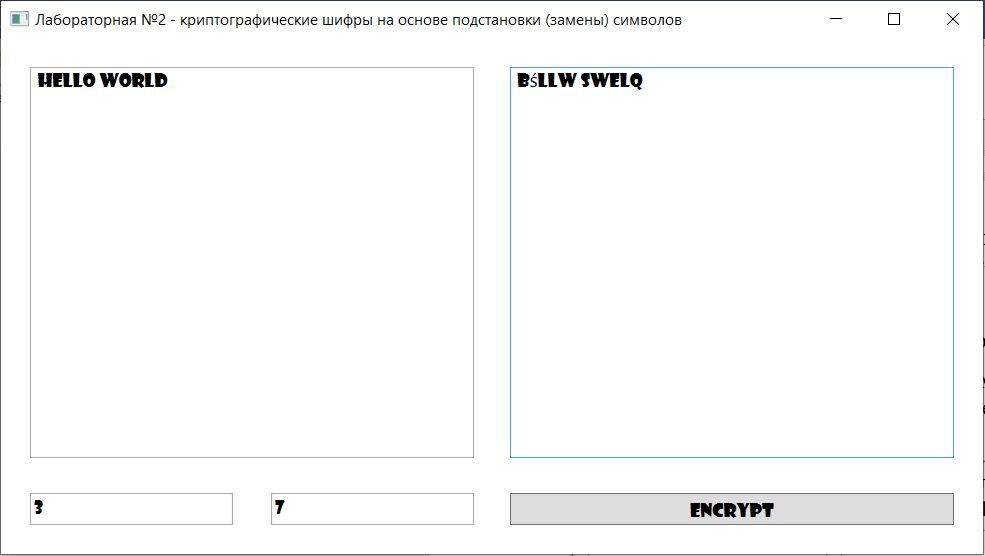 Лабораторная №2 - криптографические шифры на основе подстановки (замены) символов
HELLO WORLD
BśLLW SWELQ
3
7
ENCRYPT